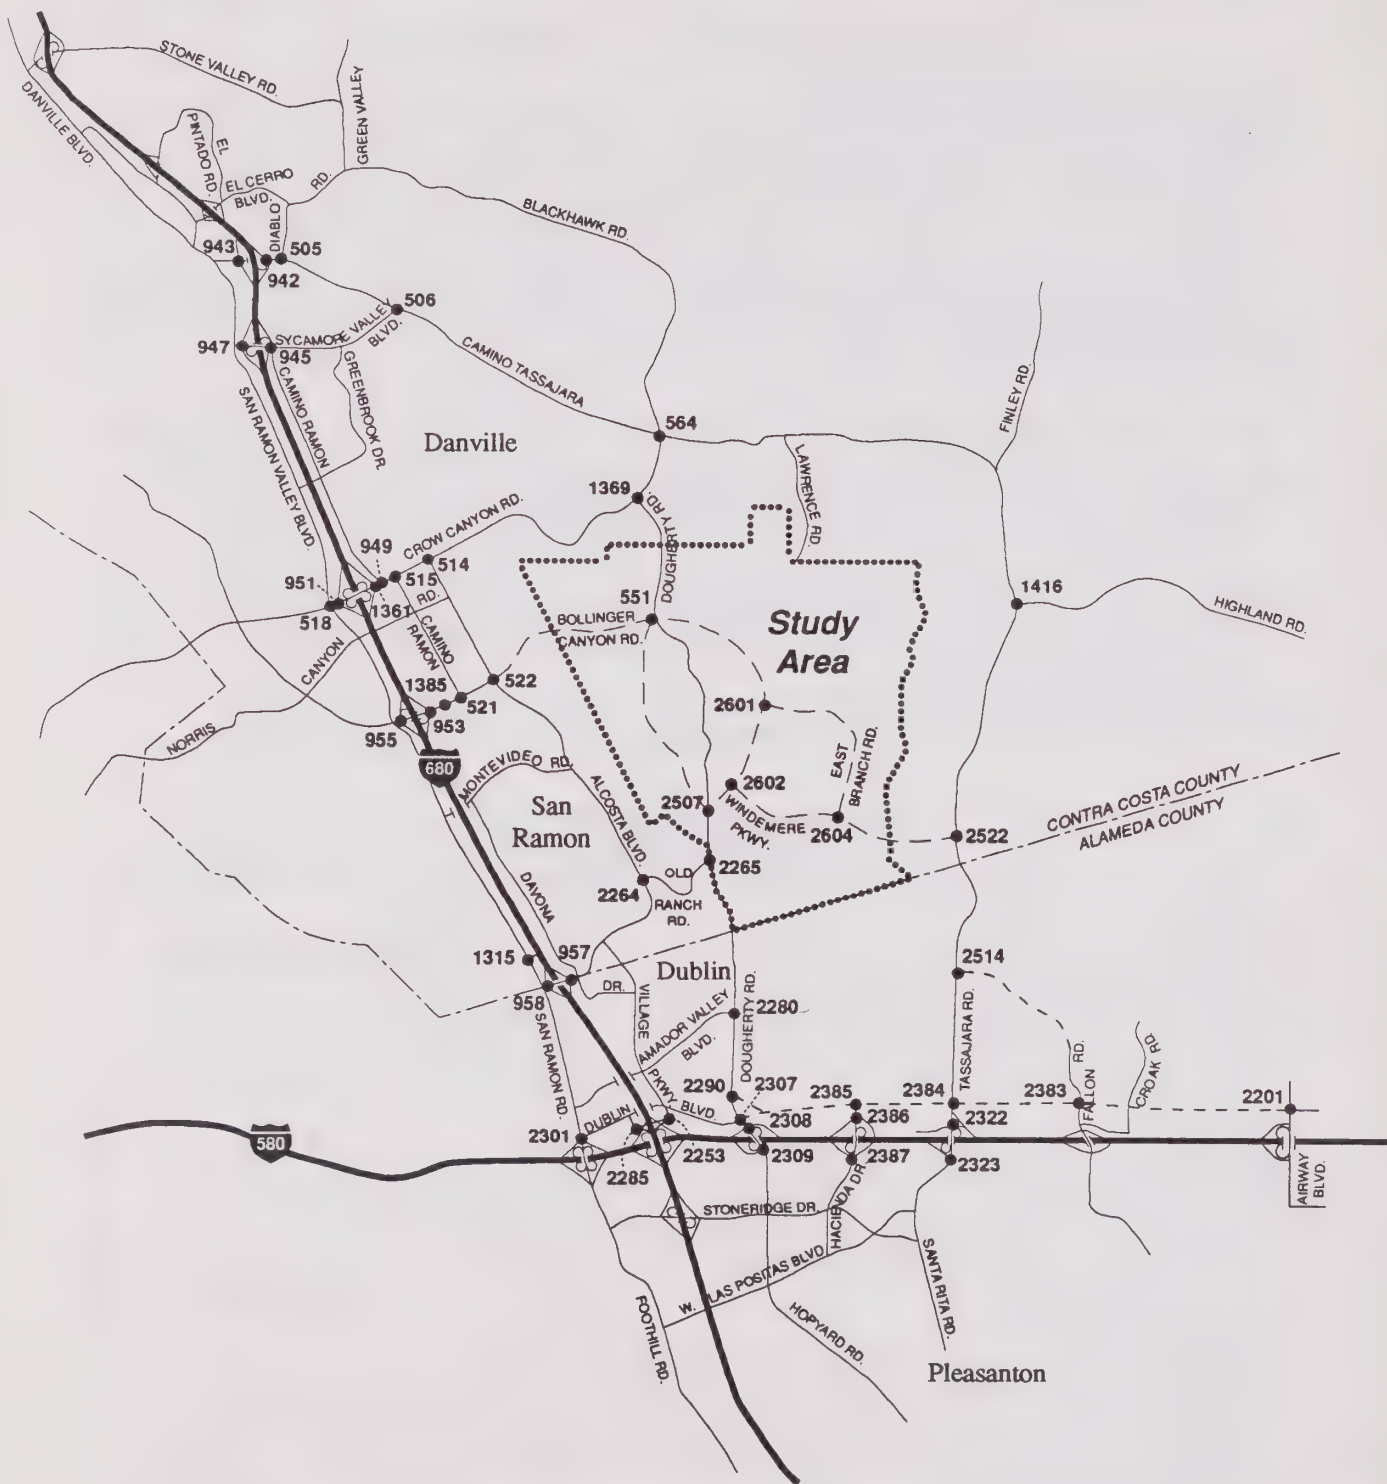 STONE VALLEY RD.
GREEN VALLEY
RD.
DANVILLE BLVD.
EL
PINTADO RD.
EL CERRO
BLVD.
DIABLO
BLACKHAWK RD.
943
505
942
506
SYCAMORE VALLEY
BLVD.
947
945
CAMINO TASSAJARA
GREENBROOK DR.
CAMINO RAMON
SAN RAMON VALLEY BLVD.
FINLEY RD.
564
Danville
LAWRENCE RD.
1369
DOUGHERTY RD.
CROW CANYON RD.
949
514
951
515
RD.
1361
518
551
BOLLINGER
CANYON RD.
Study
Area
1416
HIGHLAND RD.
CANYON
NORRIS
CAMINO
RAMON
522
1385
521
953
955
2601
EAST
BRANCH RD.
680
MONTEVIDEO RD.
2602
2507
WINDEMERE
PKWY.
2604
2522
CONTRA COSTA COUNTY
ALAMEDA COUNTY
San
Ramon
ALCOSTA BLVD.
OLD
RANCH
RD.
2265
2264
DAVONA
DR.
1315
957
958
Dublin
2514
VILLAGE
PKWY
AMADOR VALLEY
BLVD.
2280
DOUGHERTY RD.
TASSAJARA RD.
SAN RAMON RD.
FALLON
RD.
CROAK RD.
2290
2307
2385
2384
2383
2201
DUBLIN
BLVD.
2308
2386
2322
580
2301
2285
2253
2309
2387
2323
AIRWAY
BLVD.
STONERIDGE DR.
HACIENDA DR.
W. LAS POSITAS BLVD.
SANTA RITA RD.
FOOTHILL RD.
HOPYARD RD.
Pleasanton